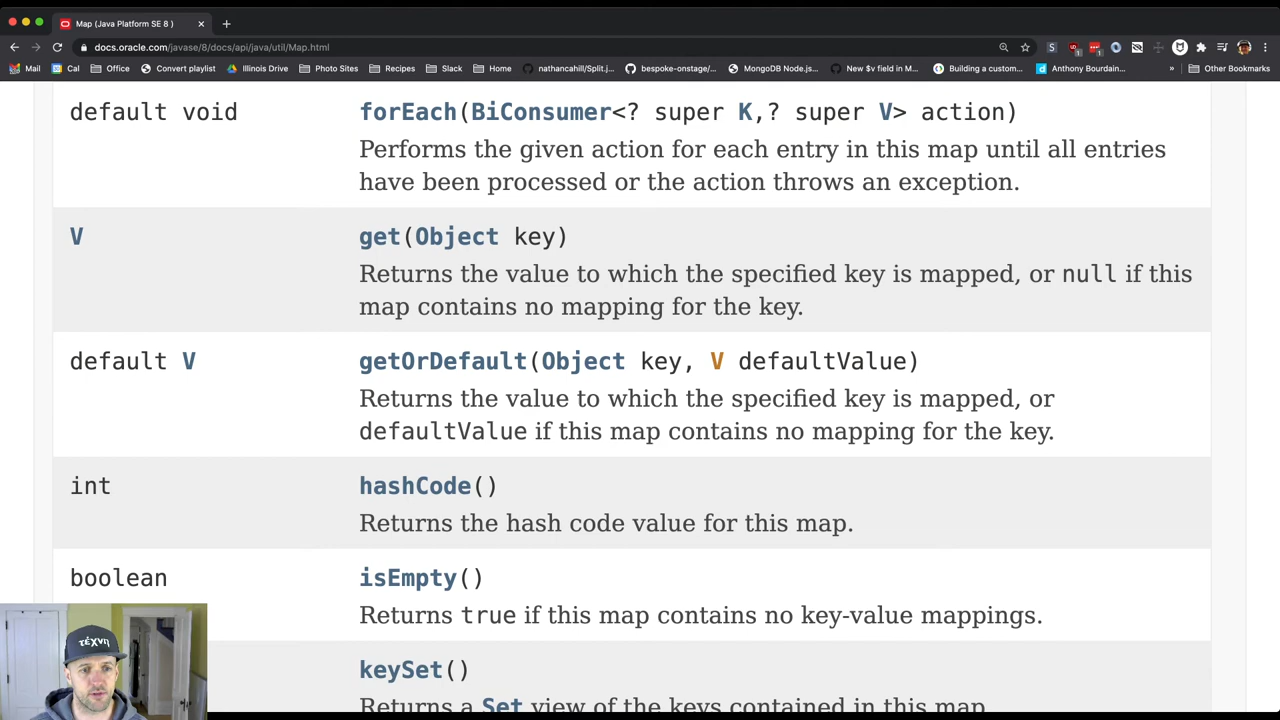 Map (Java Platform SE 8 )
docs.oracle.com/javase/8/docs/api/java/util/Map.html
Mail Cal Office Convert playlist Illinois Drive Photo Sites Recipes Slack Home nathancahill/Split.j... bespoke-onstage/... MongoDB Node.js... New $v field in M... Building a custom... Anthony Bourdain... » Other Bookmarks
default void forEach(BiConsumer<? super K,? super V> action)
Performs the given action for each entry in this map until all entries
have been processed or the action throws an exception.
V get(Object key)
Returns the value to which the specified key is mapped, or null if this
map contains no mapping for the key.
default V getOrDefault(Object key, V defaultValue)
Returns the value to which the specified key is mapped, or
defaultValue if this map contains no mapping for the key.
int hashCode()
Returns the hash code value for this map.
boolean isEmpty()
Returns true if this map contains no key-value mappings.
keySet()
Returns a Set view of the keys contained in this map
τέχνη